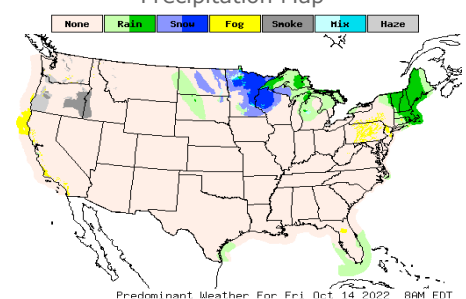 Precipitation Map
None Rain Snow Fog Smoke Mix Haze
Predominant Weather For Fri Oct 14 2022 8AM EDT